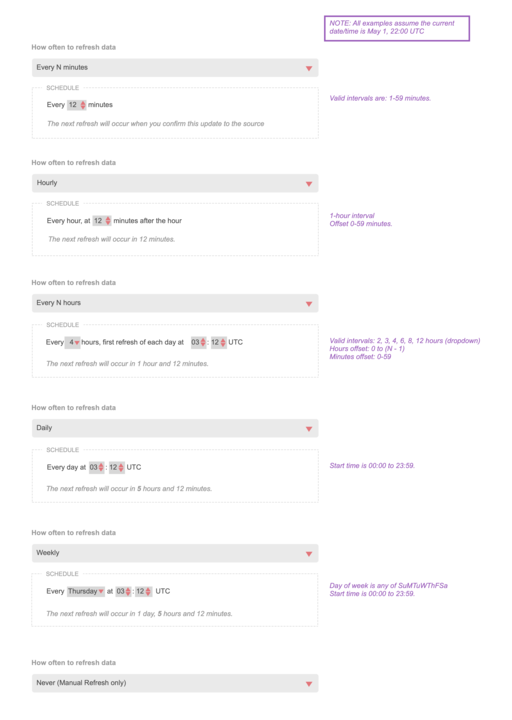 NOTE: All examples assume the current
date/time is May 1, 22:00 UTC
How often to refresh data
Every N minutes
SCHEDULE
Every 12 minutes
The next refresh will occur when you confirm this update to the source
Valid intervals are: 1-59 minutes.
How often to refresh data
Hourly
SCHEDULE
Every hour, at 12 minutes after the hour
The next refresh will occur in 12 minutes.
1-hour interval
Offset 0-59 minutes.
How often to refresh data
Every N hours
SCHEDULE
Every 4 hours, first refresh of each day at 03 : 12 UTC
The next refresh will occur in 1 hour and 12 minutes.
Valid intervals: 2, 3, 4, 6, 8, 12 hours (dropdown)
Hours offset: 0 to (N - 1)
Minutes offset: 0-59
How often to refresh data
Daily
SCHEDULE
Every day at 03 : 12 UTC
The next refresh will occur in 5 hours and 12 minutes.
Start time is 00:00 to 23:59.
How often to refresh data
Weekly
SCHEDULE
Every Thursday at 03 : 12 UTC
The next refresh will occur in 1 day, 5 hours and 12 minutes.
Day of week is any of SuMTuWThFSa
Start time is 00:00 to 23:59.
How often to refresh data
Never (Manual Refresh only)